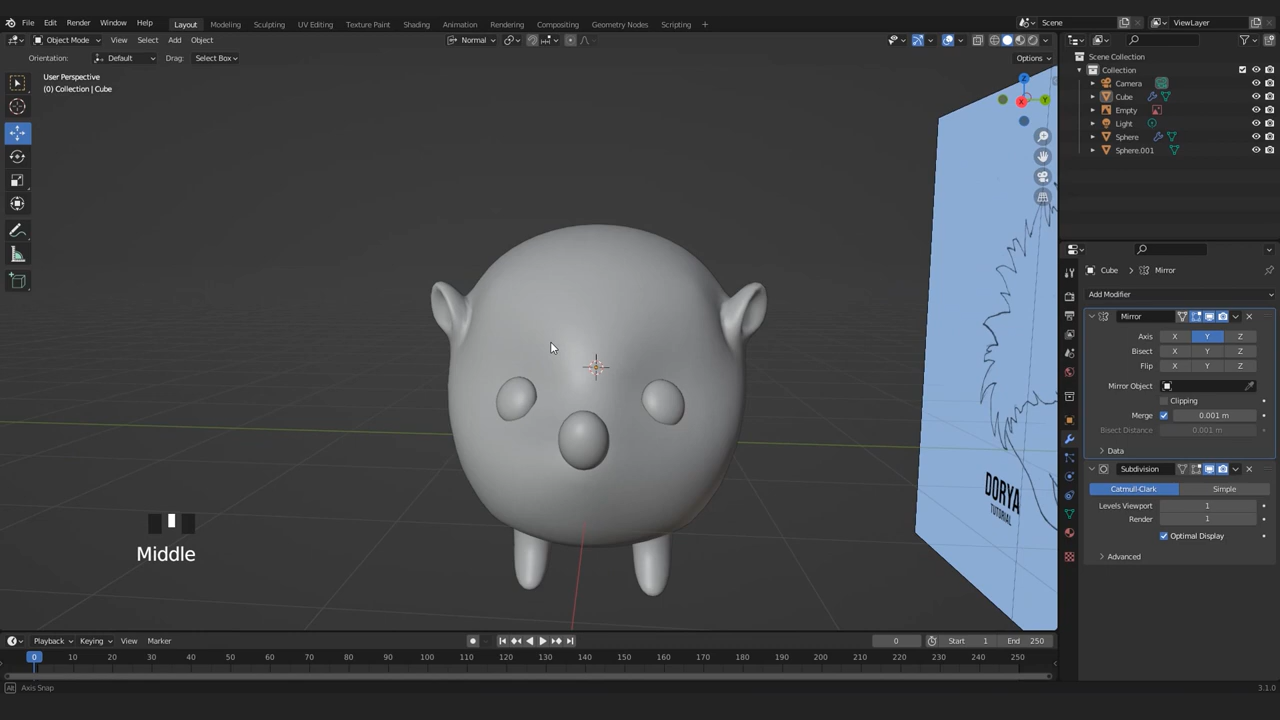 File Edit Render Window Help Layout Modeling Sculpting UV Editing Texture Paint Shading Animation Rendering Compositing Geometry Nodes Scripting + Scene ViewLayer
Object Mode View Select Add Object Normal
Orientation: Default Drag: Select Box Options
User Perspective
(0) Collection | Cube
Scene Collection
Collection
Camera
Cube
Empty
Light
Sphere
Sphere.001
Z
X Y
Cube Mirror
Add Modifier
Mirror
Axis X Y Z
Bisect X Y Z
Flip X Y Z
Mirror Object
Clipping
Merge 0.001 m
Bisect Distance 0.001 m
Data
Subdivision
Catmull-Clark Simple
Levels Viewport 1
Render 1
Optimal Display
Advanced
DORYA
TUTORIAL
Middle
Playback Keying View Marker 0 Start 1 End 250
0 10 20 30 40 50 60 70 80 90 100 110 120 130 140 150 160 170 180 190 200 210 220 230 240 250
Alt Axis Snap 3.1.0